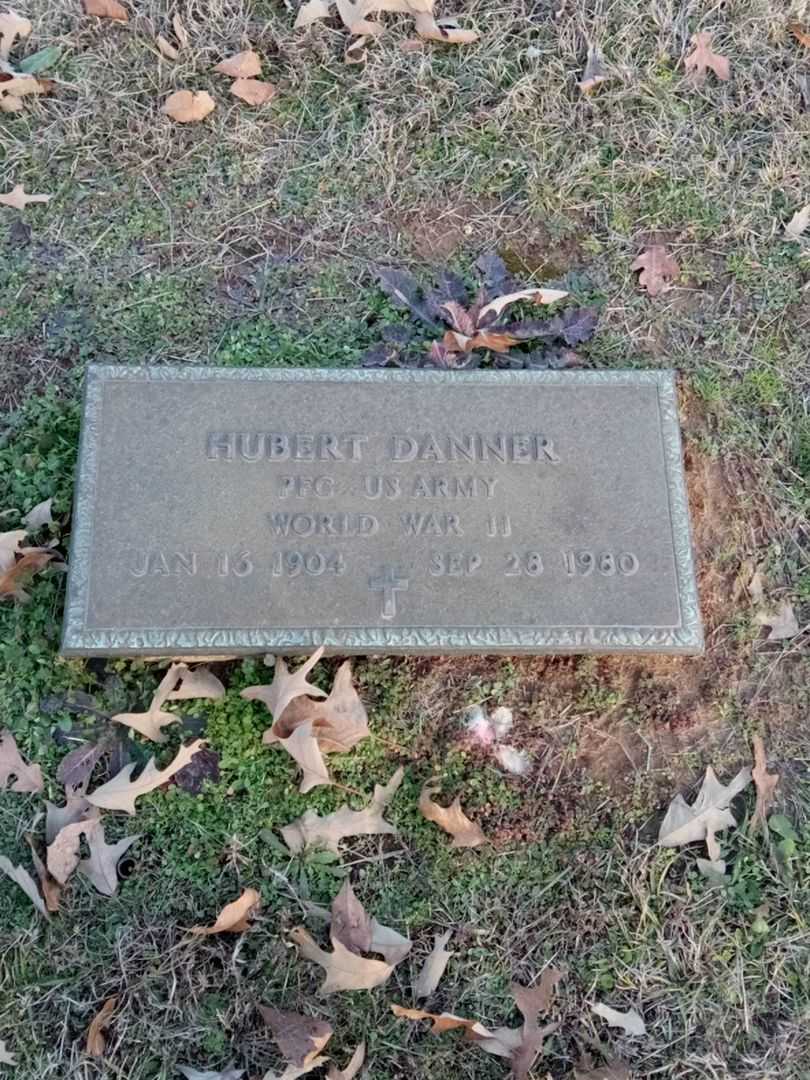 HUBERT DANNER
PFC US ARMY
WORLD WAR II
JAN 16 1904 SEP 28 1980